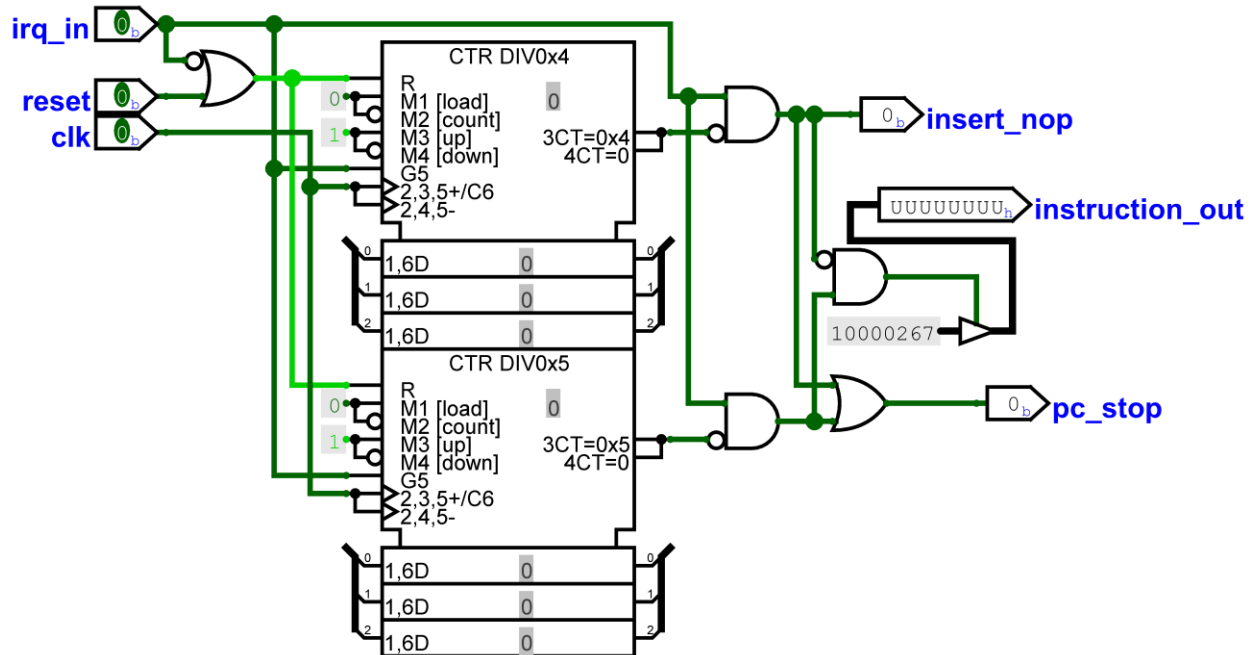 irq_in
0b
reset
0b
clk
0b
CTR DIV0x4
R
0
M1 [load]
0
M2 [count]
1
M3 [up]
3CT=0x4
M4 [down]
4CT=0
G5
2,3,5+/C6
2,4,5-
0
1,6D
0
0
1
1,6D
0
1
2
1,6D
0
2
CTR DIV0x5
R
0
M1 [load]
0
M2 [count]
1
M3 [up]
3CT=0x5
M4 [down]
4CT=0
G5
2,3,5+/C6
2,4,5-
0
1,6D
0
0
1
1,6D
0
1
2
1,6D
0
2
0b
insert_nop
UUUUUUUUh
instruction_out
10000267
0b
pc_stop